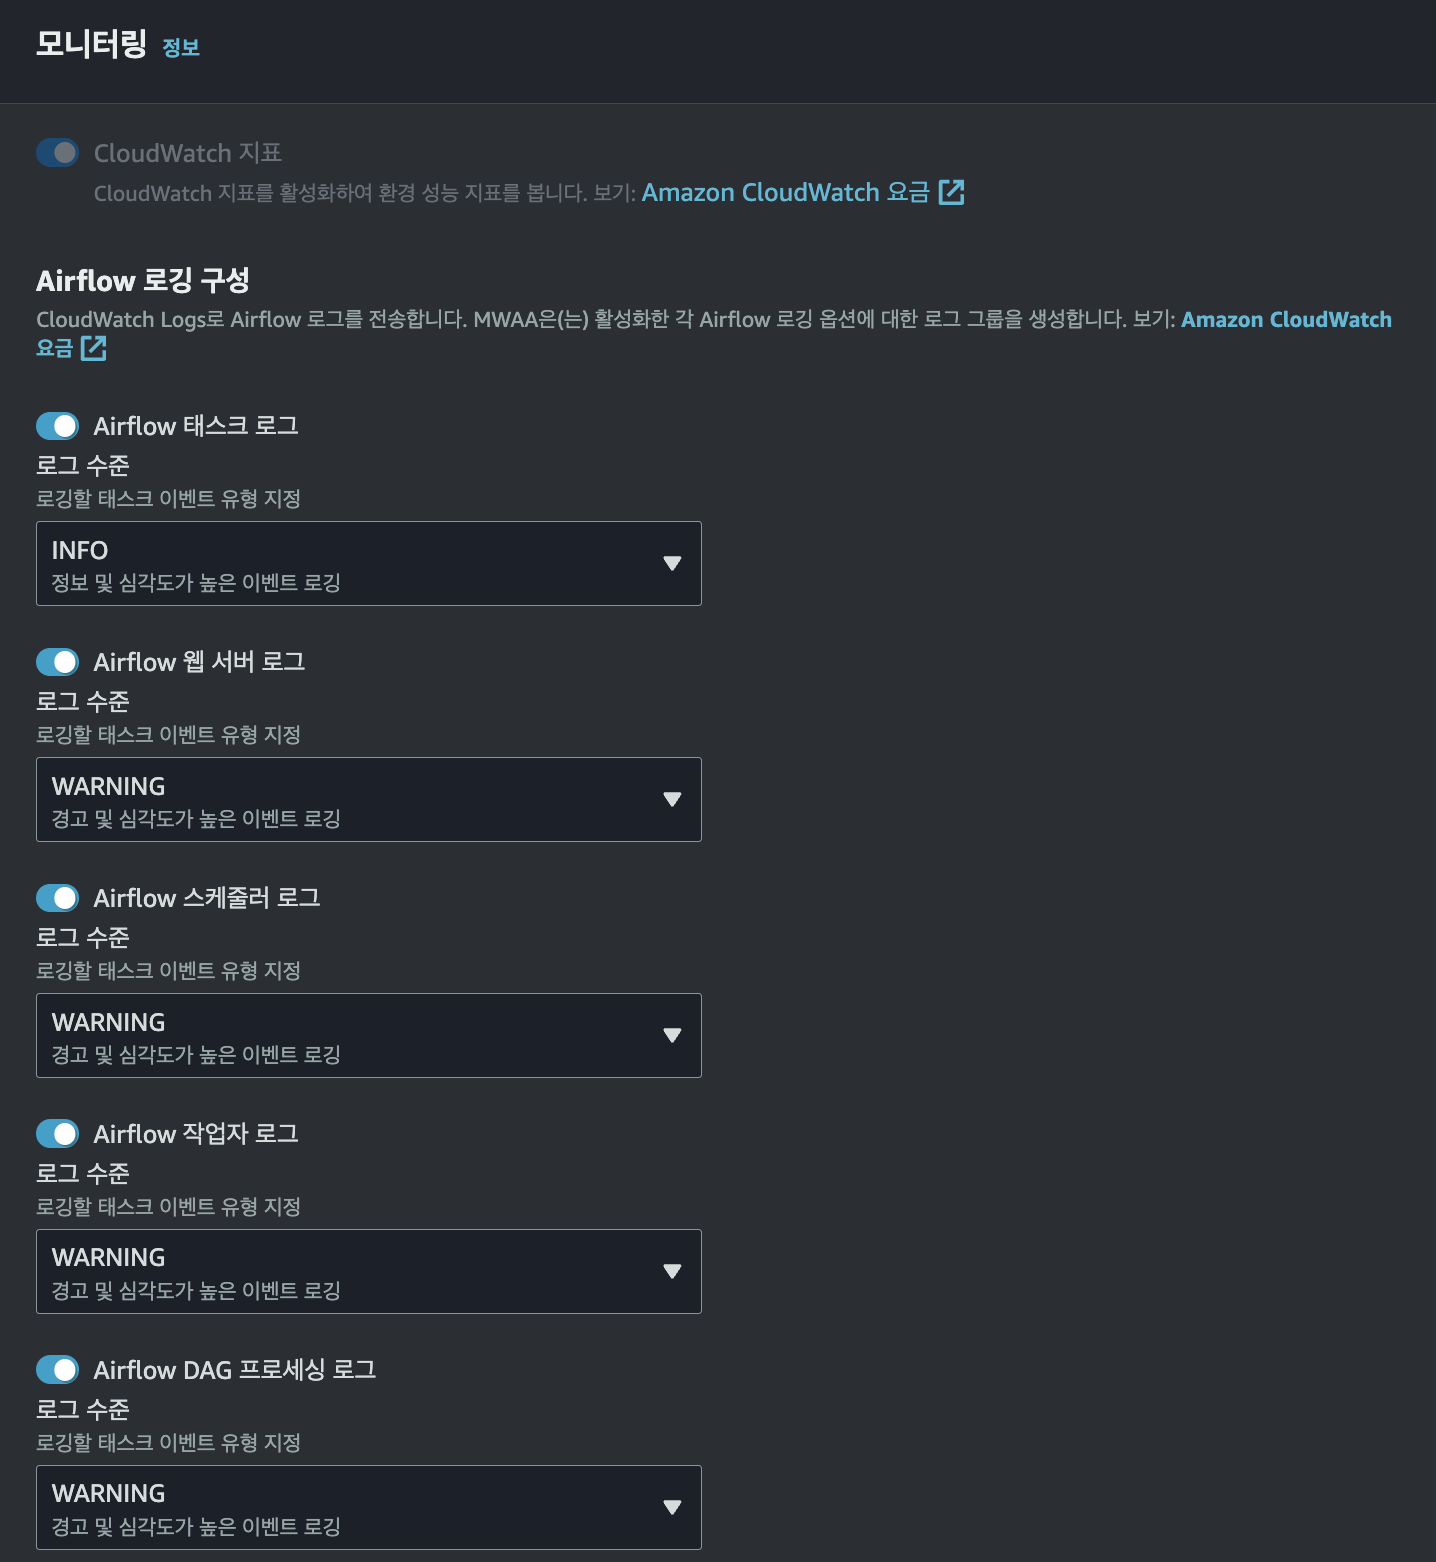 모니터링 정보
CloudWatch 지표
CloudWatch 지표를 활성화하여 환경 성능 지표를 봅니다. 보기: Amazon CloudWatch 요금
Airflow 로깅 구성
CloudWatch Logs로 Airflow 로그를 전송합니다. MWAA은(는) 활성화한 각 Airflow 로깅 옵션에 대한 로그 그룹을 생성합니다. 보기: Amazon CloudWatch
요금
Airflow 태스크 로그
로그 수준
로깅할 태스크 이벤트 유형 지정
INFO
정보 및 심각도가 높은 이벤트 로깅
Airflow 웹 서버 로그
로그 수준
로깅할 태스크 이벤트 유형 지정
WARNING
경고 및 심각도가 높은 이벤트 로깅
Airflow 스케줄러 로그
로그 수준
로깅할 태스크 이벤트 유형 지정
WARNING
경고 및 심각도가 높은 이벤트 로깅
Airflow 작업자 로그
로그 수준
로깅할 태스크 이벤트 유형 지정
WARNING
경고 및 심각도가 높은 이벤트 로깅
Airflow DAG 프로세싱 로그
로그 수준
로깅할 태스크 이벤트 유형 지정
WARNING
경고 및 심각도가 높은 이벤트 로깅